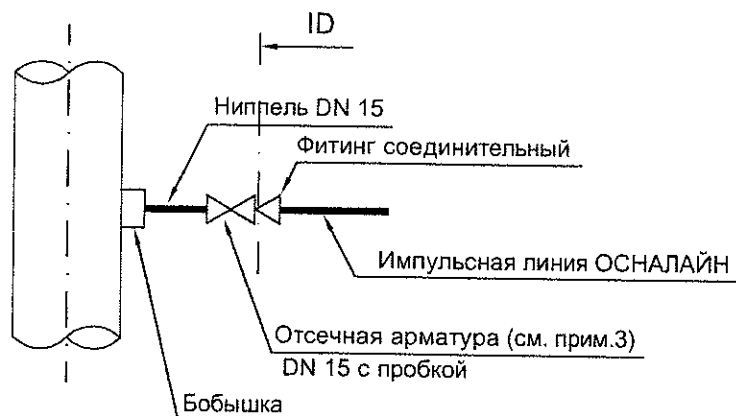 ID
Ниппель DN 15
Фитинг соединительный
Импульсная линия ОСНАЛАЙН
Отсечная арматура (см. прим.3)
DN 15 с пробкой
Бобышка